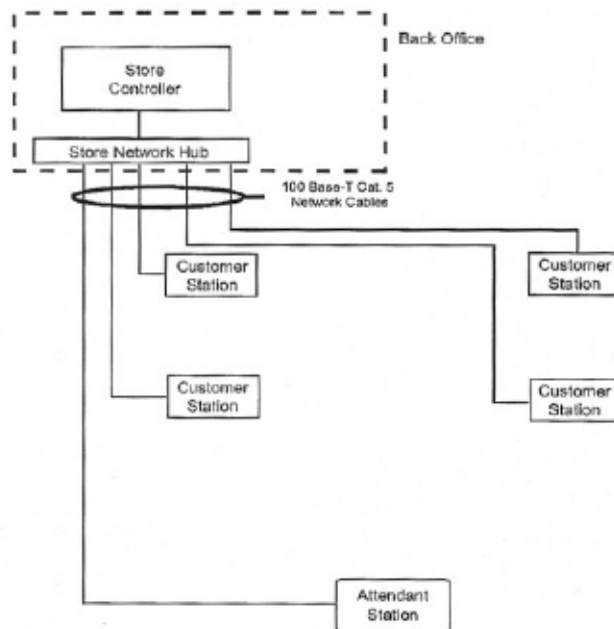 Back Office
Store
Controller
Store Network Hub
100 Base-T Cat. 5
Network Cables
Customer
Station
Customer
Station
Customer
Station
Customer
Station
Attendant
Station